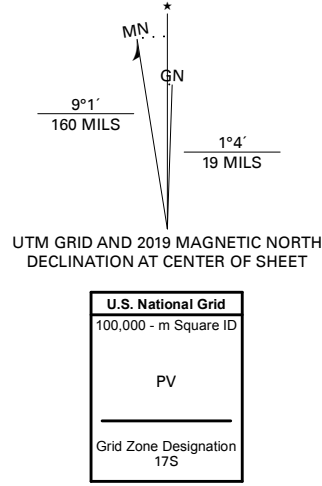 ★
MN
GN
9°1´
160 MILS
1°4´
19 MILS
UTM GRID AND 2019 MAGNETIC NORTH
DECLINATION AT CENTER OF SHEET
U.S. National Grid
100,000 - m Square ID
PV
Grid Zone Designation
17S